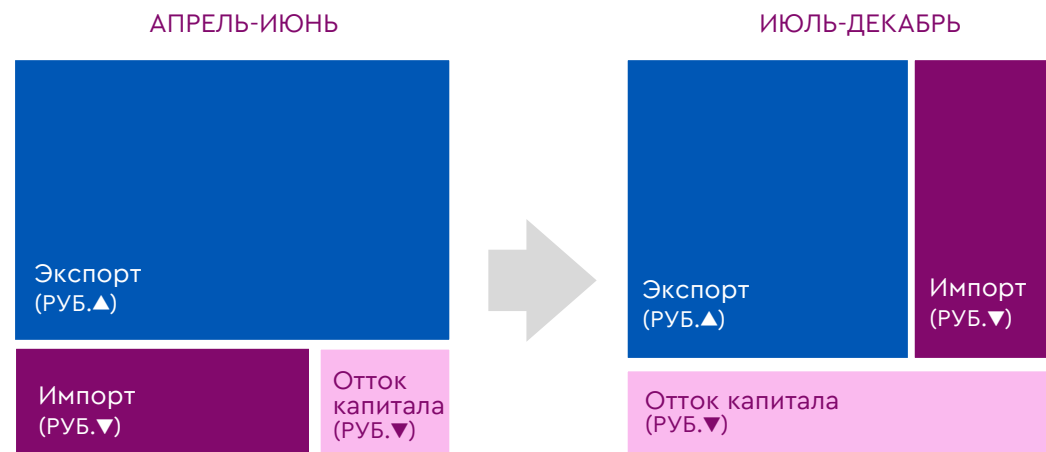 АПРЕЛЬ-ИЮНЬ
Экспорт
(РУБ.▲)
Импорт
(РУБ.▼)
Отток
капитала
(РУБ.▼)
ИЮЛЬ-ДЕКАБРЬ
Экспорт
(РУБ.▲)
Импорт
(РУБ.▼)
Отток капитала
(РУБ.▼)